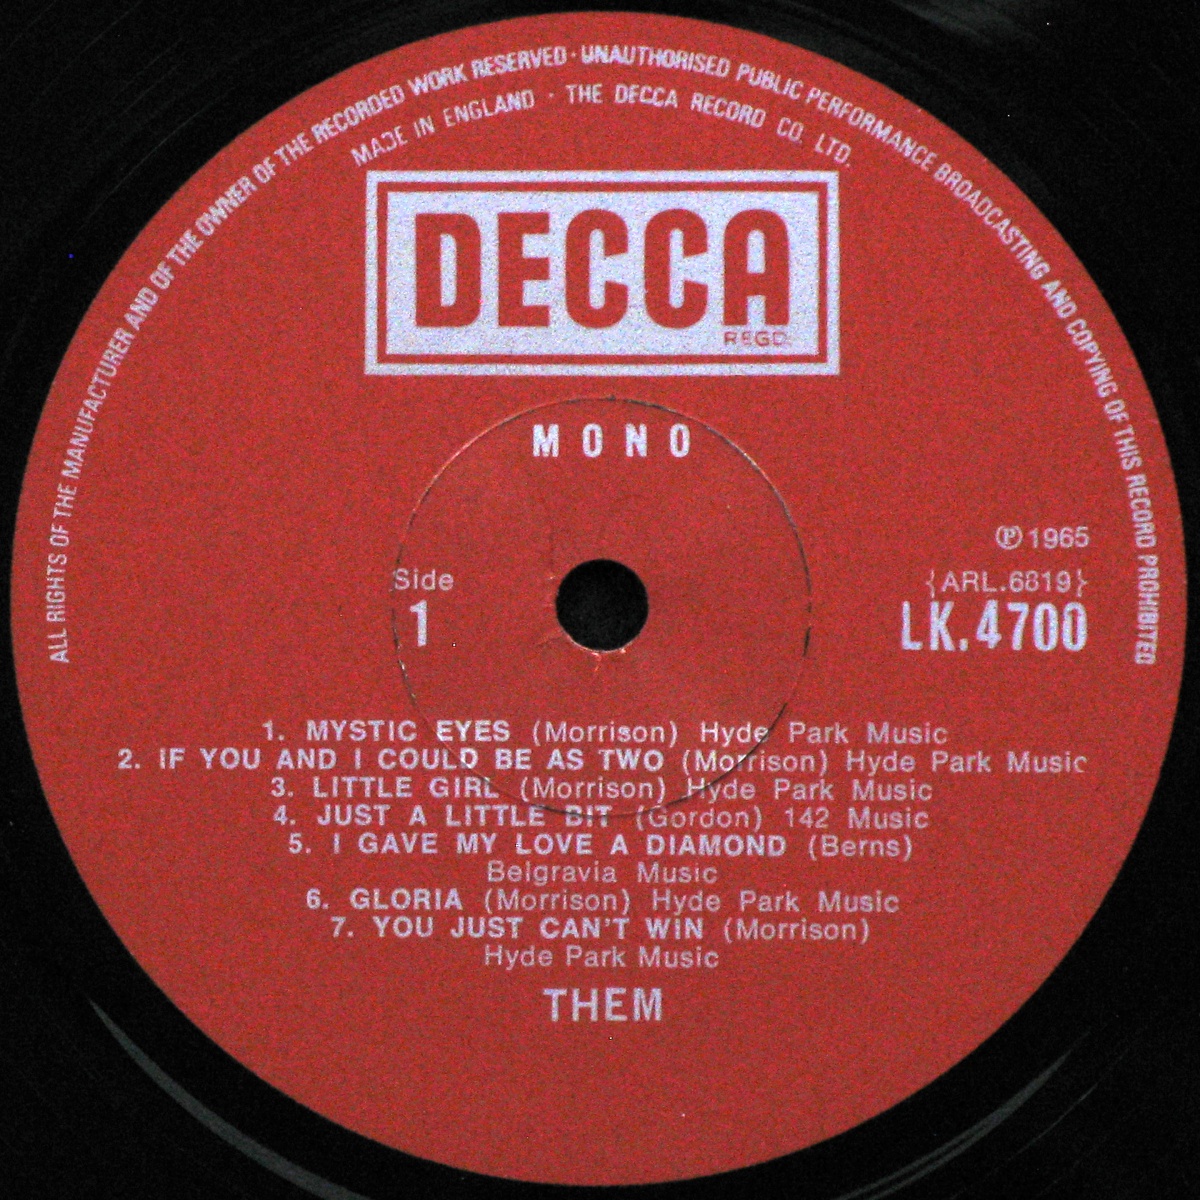 ALL RIGHTS OF THE MANUFACTURER AND OF THE OWNER OF THE RECORDED WORK RESERVED · UNAUTHORISED PUBLIC PERFORMANCE BROADCASTING AND COPYING OF THIS RECORD PROHIBITED
MADE IN ENGLAND · THE DECCA RECORD CO. LTD.
DECCA
REGD.
MONO
℗ 1965
Side
{ARL.6819}
1
LK.4700
1. MYSTIC EYES (Morrison) Hyde Park Music
2. IF YOU AND I COULD BE AS TWO (Morrison) Hyde Park Music
3. LITTLE GIRL (Morrison) Hyde Park Music
4. JUST A LITTLE BIT (Gordon) 142 Music
5. I GAVE MY LOVE A DIAMOND (Berns)
Belgravia Music
6. GLORIA (Morrison) Hyde Park Music
7. YOU JUST CAN'T WIN (Morrison)
Hyde Park Music
THEM